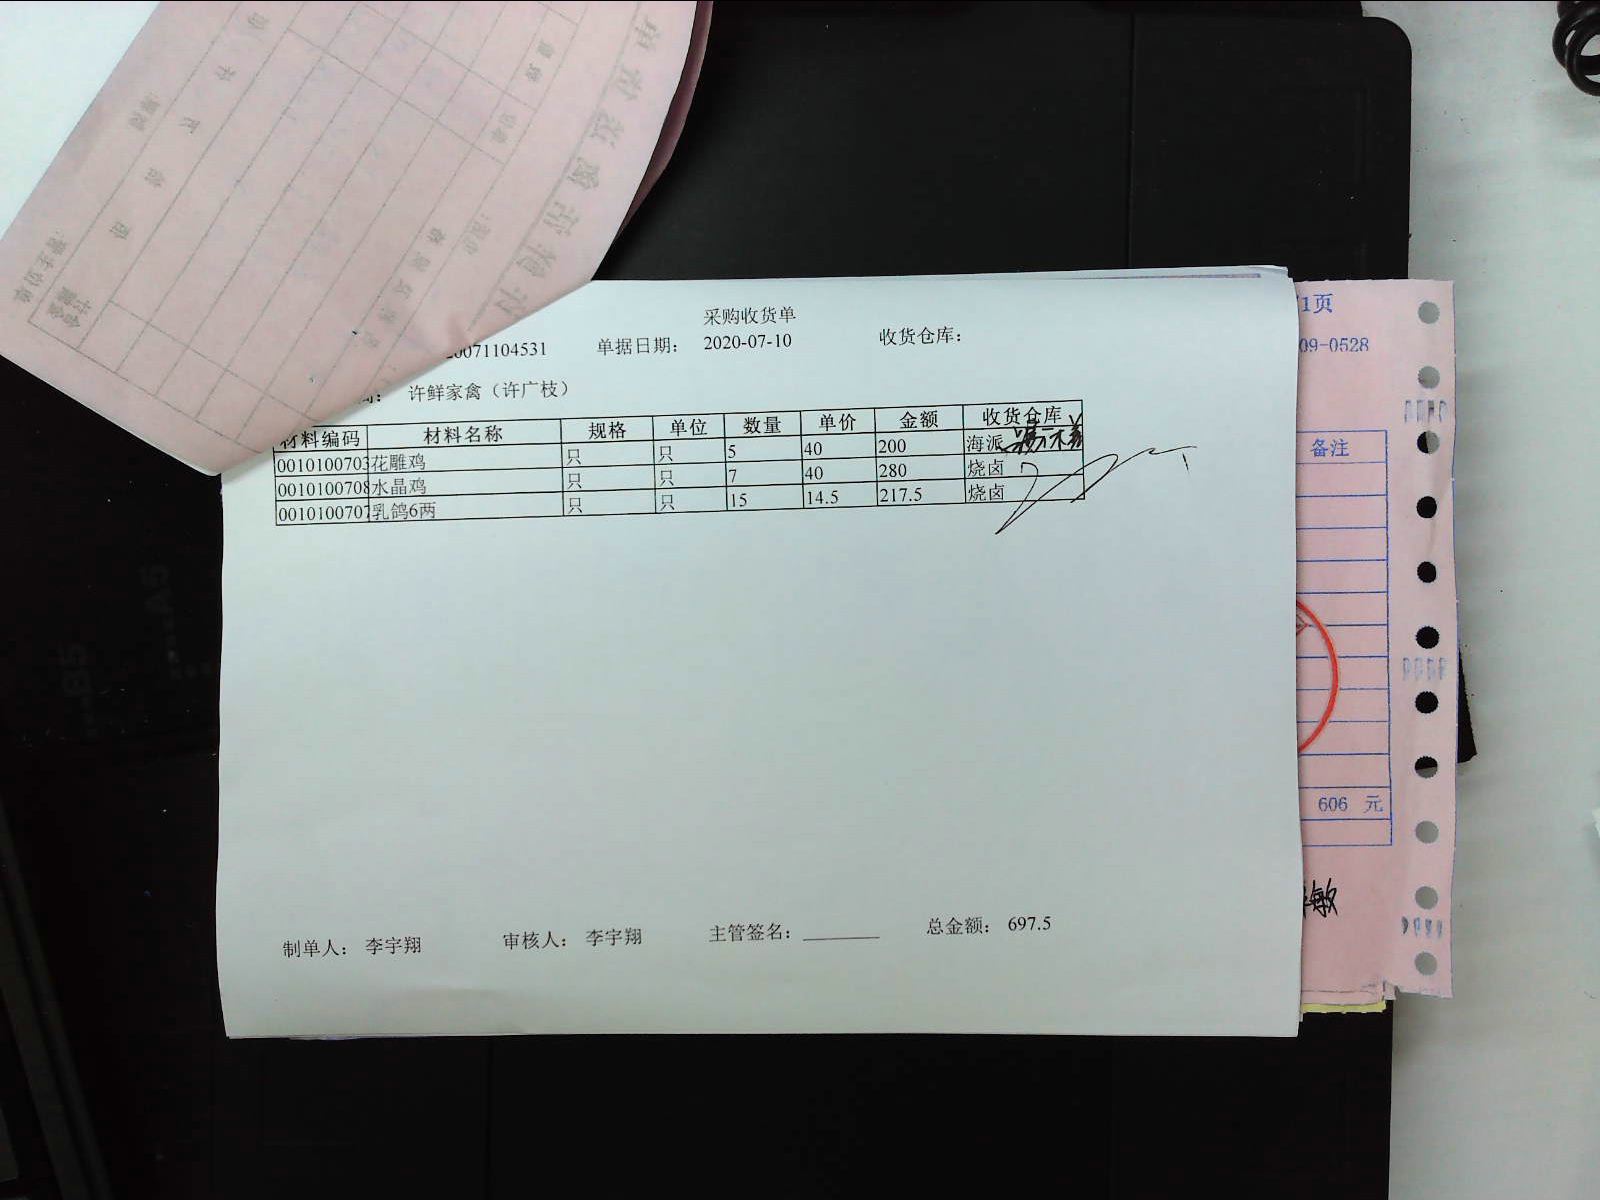 采购收货单
20071104531 单据日期： 2020-07-10 收货仓库：
许鲜家禽（许广枝）
材料编码 材料名称 规格 单位 数量 单价 金额 收货仓库
0010100703 花雕鸡 只 只 5 40 200 海派
0010100708 水晶鸡 只 只 7 40 280 烧卤
0010100707 乳鸽6两 只 只 15 14.5 217.5 烧卤
制单人： 李宇翔 审核人： 李宇翔 主管签名： 总金额： 697.5
1页
09-0528
备注
606 元
敏